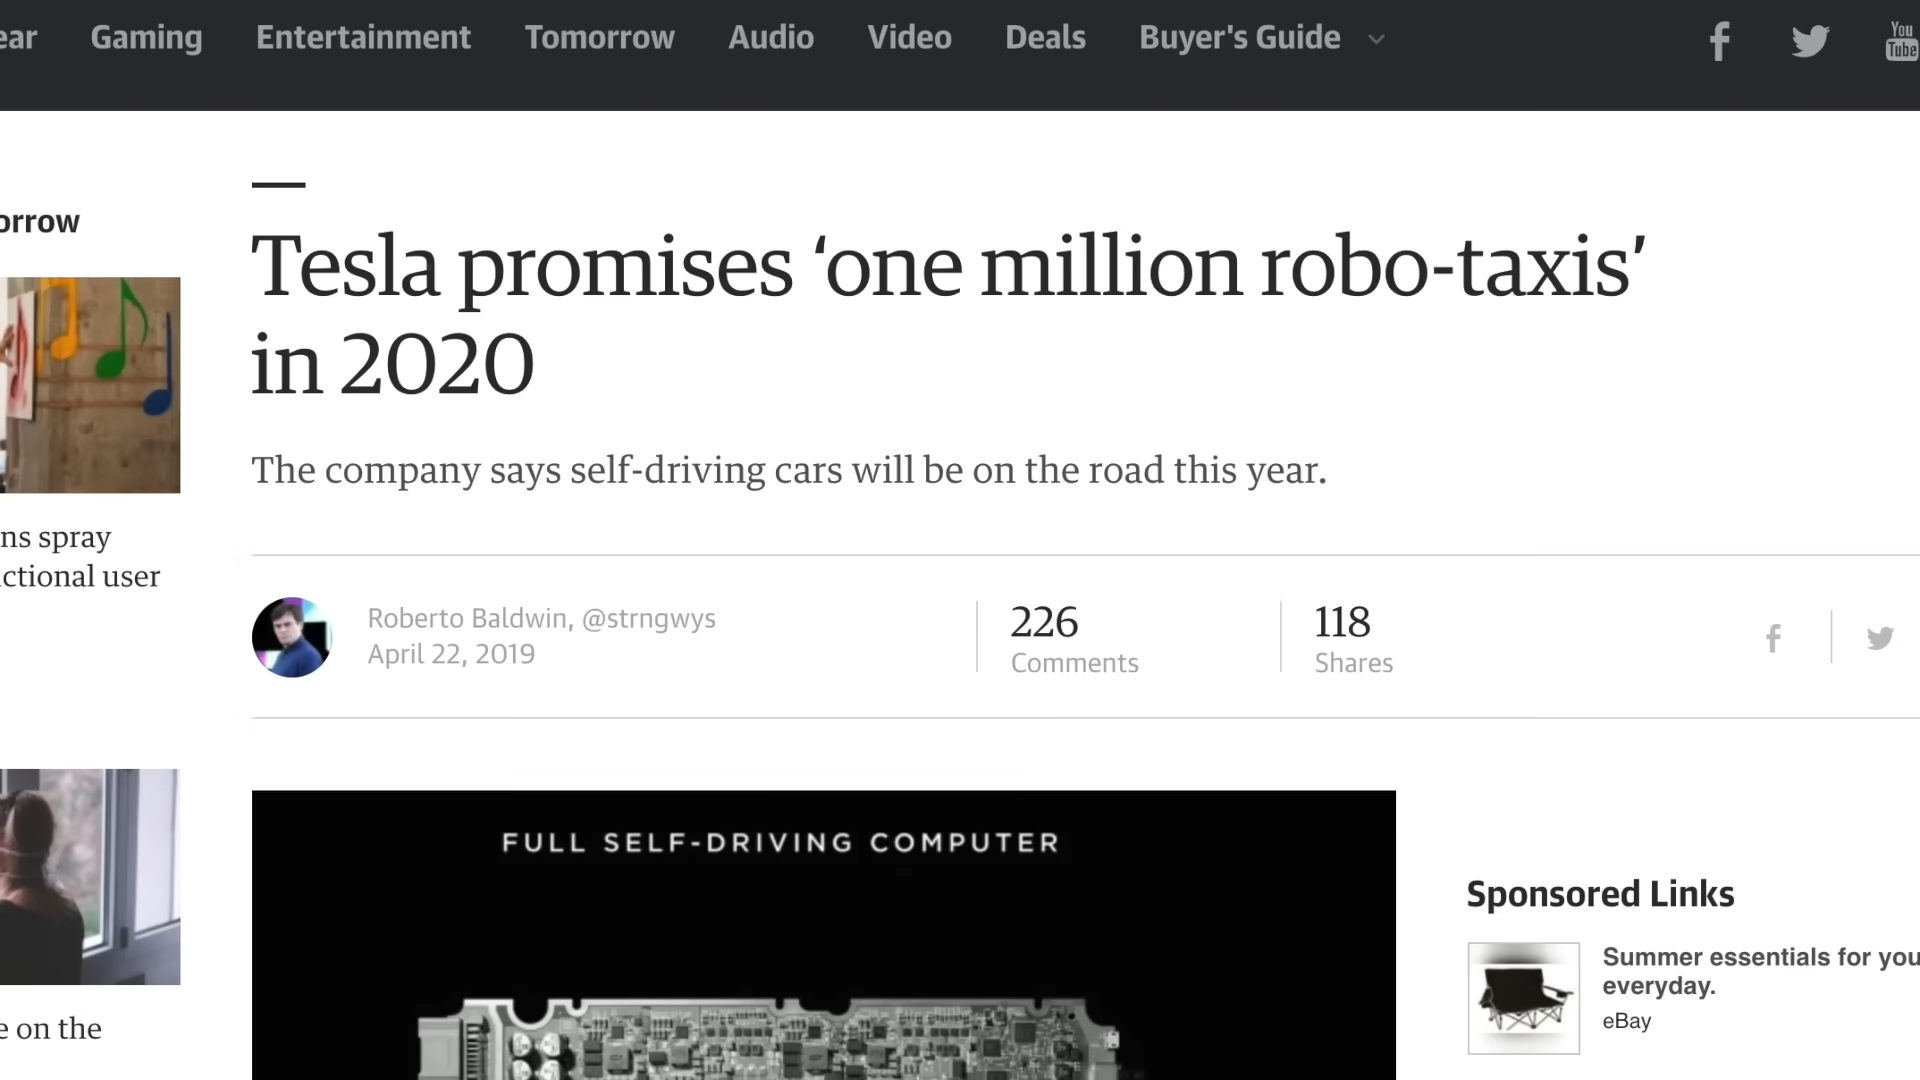 ear Gaming Entertainment Tomorrow Audio Video Deals Buyer's Guide
You
Tube
orrow
Tesla promises ‘one million robo-taxis’
in 2020
The company says self-driving cars will be on the road this year.
ns spray
ctional user
Roberto Baldwin, @strngwys
April 22, 2019
226
Comments
118
Shares
FULL SELF-DRIVING COMPUTER
Sponsored Links
Summer essentials for you
everyday.
eBay
e on the